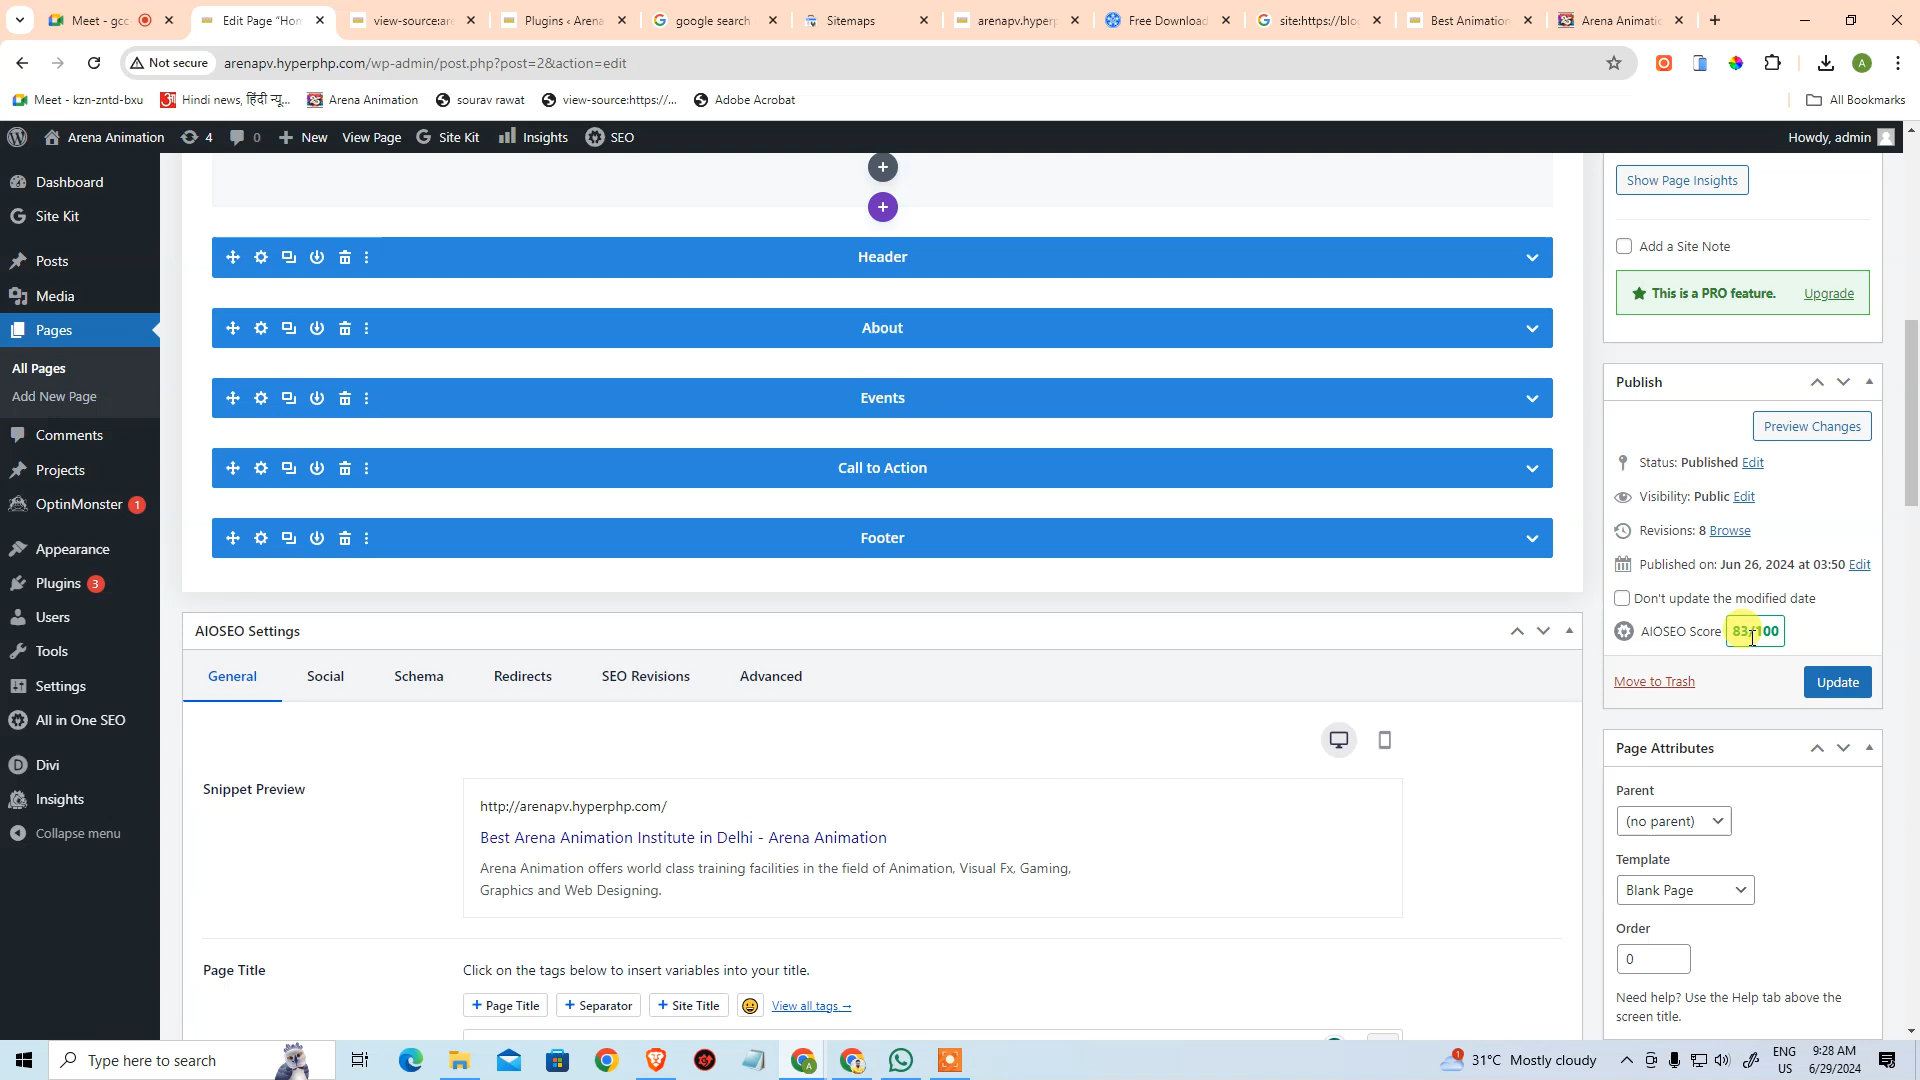 Meet - gcc
Edit Page "Hom
view-source:are
Plugins ‹ Arena
google search
Sitemaps
arenapv.hyperp
Free Download
site:https://blo
Best Animation
Arena Animatic
Not secure
arenapv.hyperphp.com/wp-admin/post.php?post=2&action=edit
Meet - kzn-zntd-bxu
Hindi news, हिंदी न्यू...
Arena Animation
sourav rawat
view-source:https://...
Adobe Acrobat
All Bookmarks
Arena Animation
4
0
New
View Page
Site Kit
Insights
SEO
Howdy, admin
Dashboard
Site Kit
Posts
Media
Pages
All Pages
Add New Page
Comments
Projects
OptinMonster 1
Appearance
Plugins 3
Users
Tools
Settings
All in One SEO
Divi
Insights
Collapse menu
Header
About
Events
Call to Action
Footer
AIOSEO Settings
General
Social
Schema
Redirects
SEO Revisions
Advanced
Snippet Preview
http://arenapv.hyperphp.com/
Best Arena Animation Institute in Delhi - Arena Animation
Arena Animation offers world class training facilities in the field of Animation, Visual Fx, Gaming,
Graphics and Web Designing.
Page Title
Click on the tags below to insert variables into your title.
+ Page Title
+ Separator
+ Site Title
View all tags →
Show Page Insights
Add a Site Note
This is a PRO feature.
Upgrade
Publish
Preview Changes
Status: Published Edit
Visibility: Public Edit
Revisions: 8 Browse
Published on: Jun 26, 2024 at 03:50 Edit
Don't update the modified date
AIOSEO Score 83/100
Move to Trash
Update
Page Attributes
Parent
(no parent)
Template
Blank Page
Order
0
Need help? Use the Help tab above the
screen title.
Type here to search
1
31°C Mostly cloudy
ENG
US
9:28 AM
6/29/2024